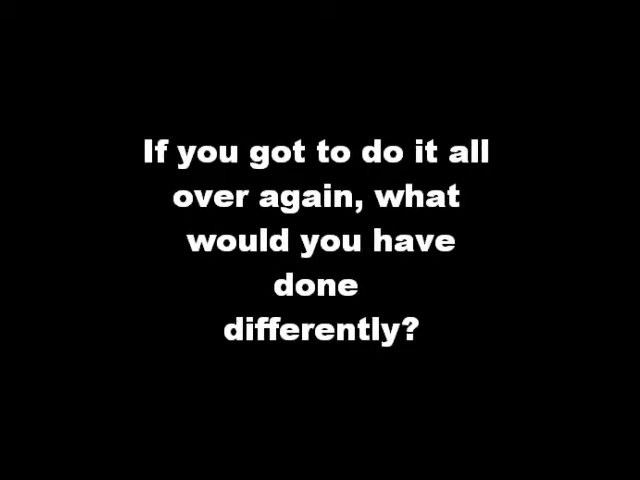 If you got to do it all
over again, what
would you have
done
differently?